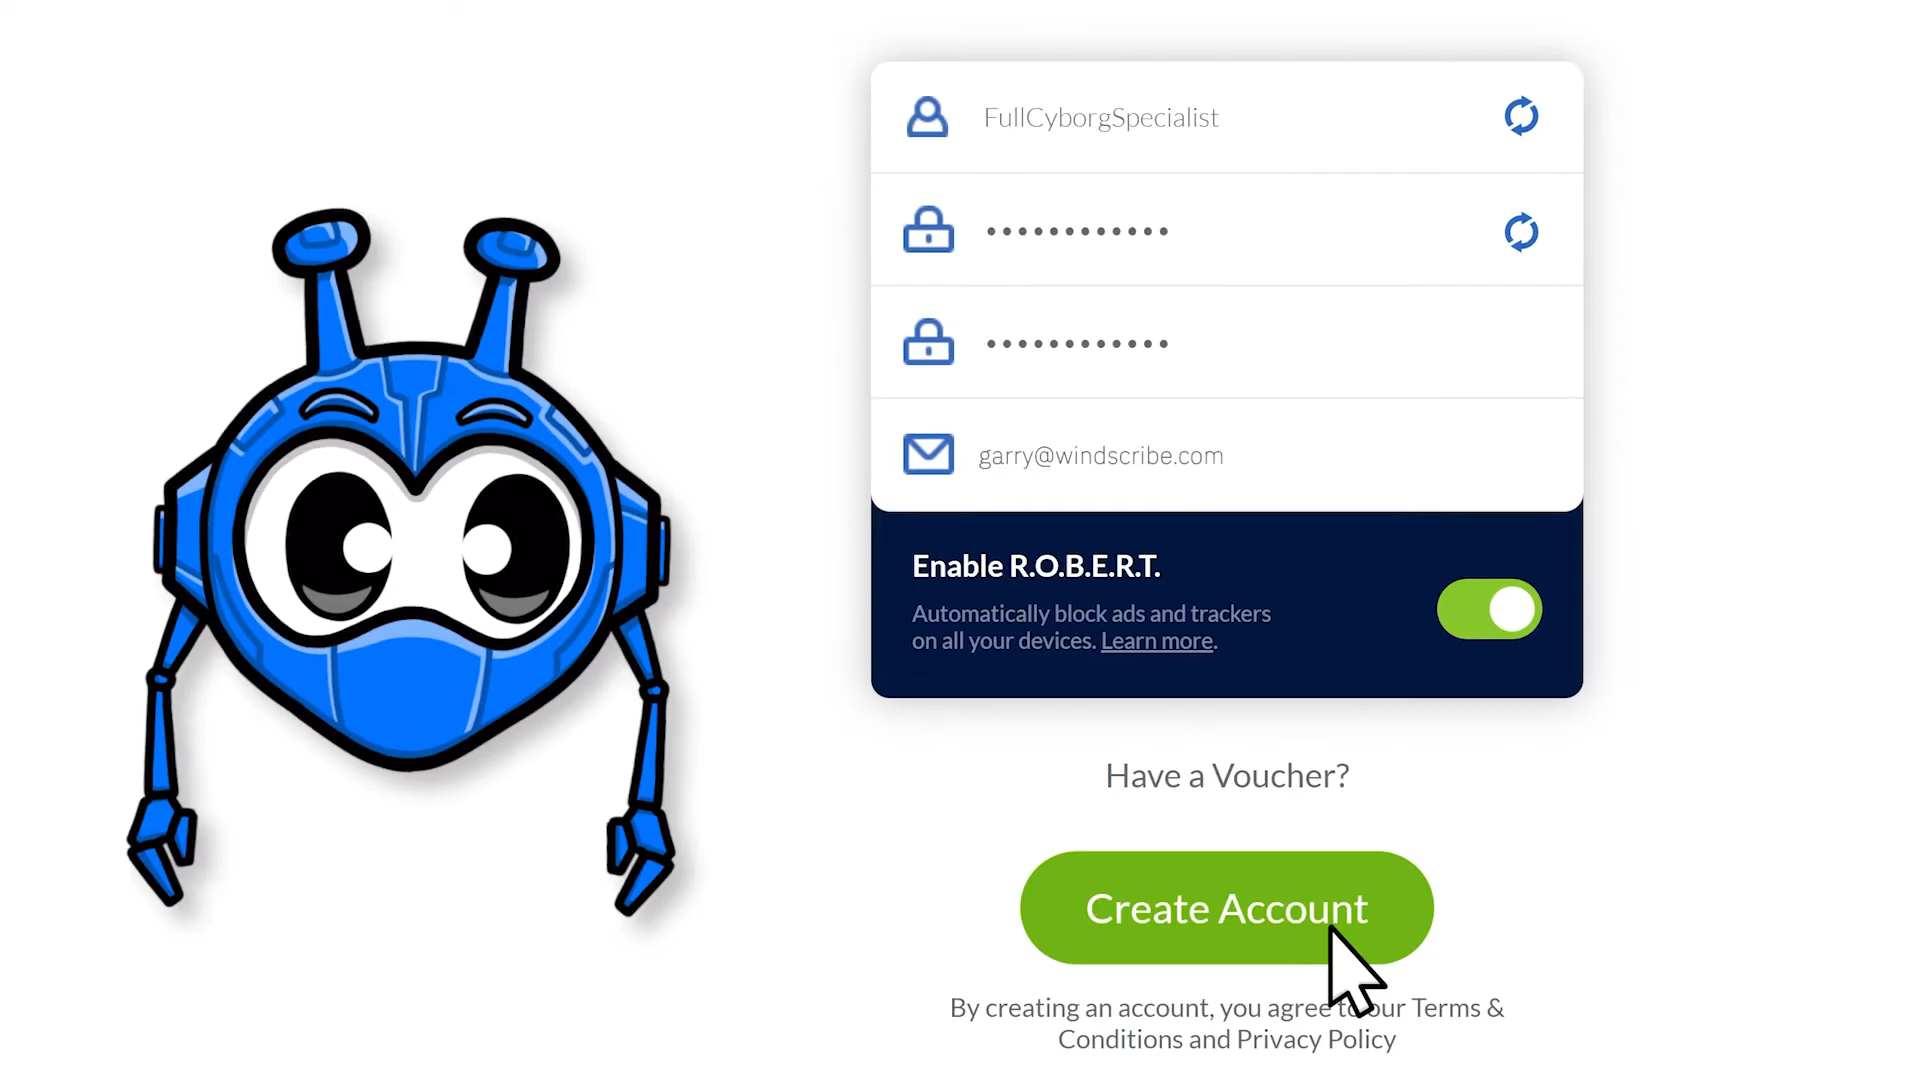 FullCyborgSpecialist
••••••••••••
••••••••••••
garry@windscribe.com
Enable R.O.B.E.R.T.
Automatically block ads and trackers
on all your devices. Learn more.
Have a Voucher?
Create Account
By creating an account, you agree to our Terms &
Conditions and Privacy Policy